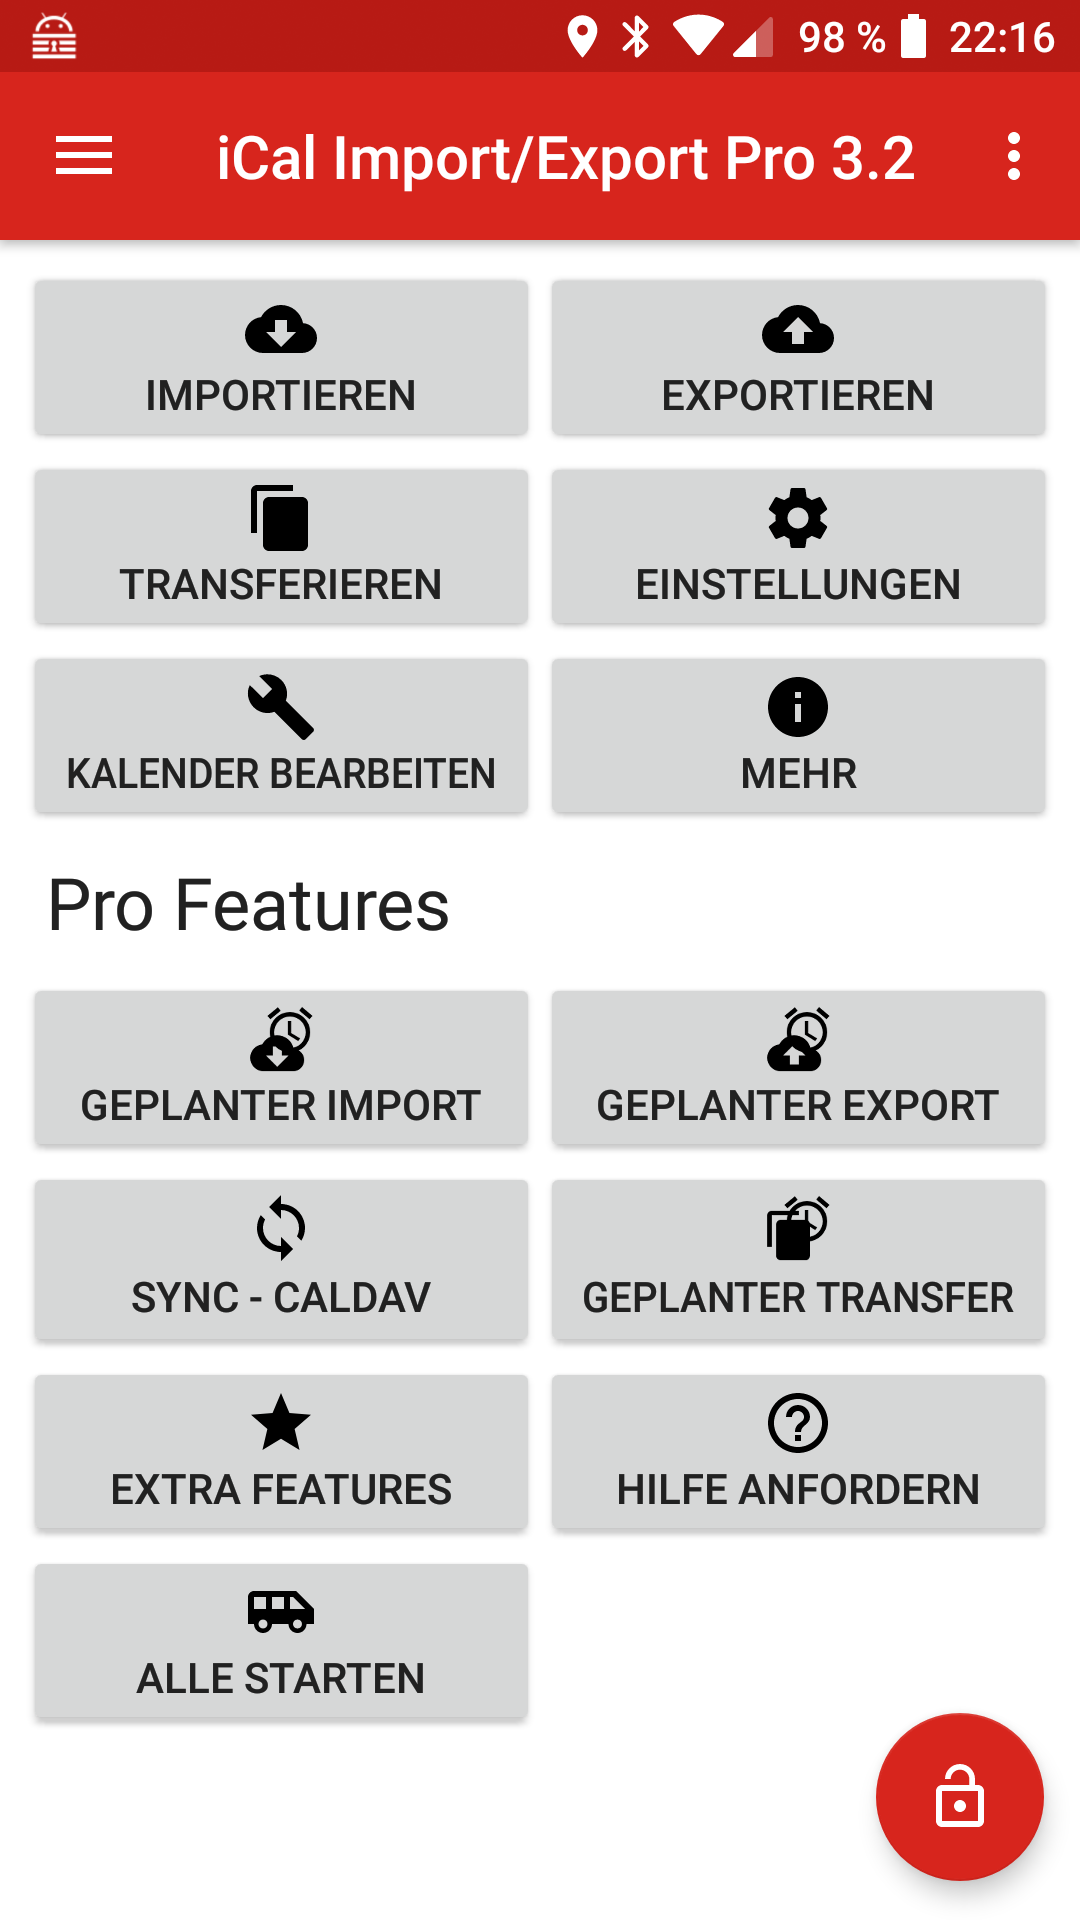 98 % 22:16
iCal Import/Export Pro 3.2
IMPORTIEREN EXPORTIEREN
TRANSFERIEREN EINSTELLUNGEN
KALENDER BEARBEITEN MEHR
Pro Features
GEPLANTER IMPORT GEPLANTER EXPORT
SYNC - CALDAV GEPLANTER TRANSFER
EXTRA FEATURES HILFE ANFORDERN
ALLE STARTEN